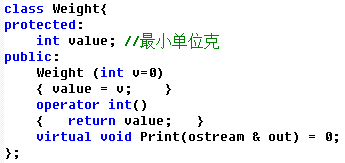 class Weight{
protected:
    int value; //最小单位克
public:
    Weight (int v=0)
    { value = v;    }
    operator int()
    {   return value;   }
    virtual void Print(ostream & out) = 0;
};